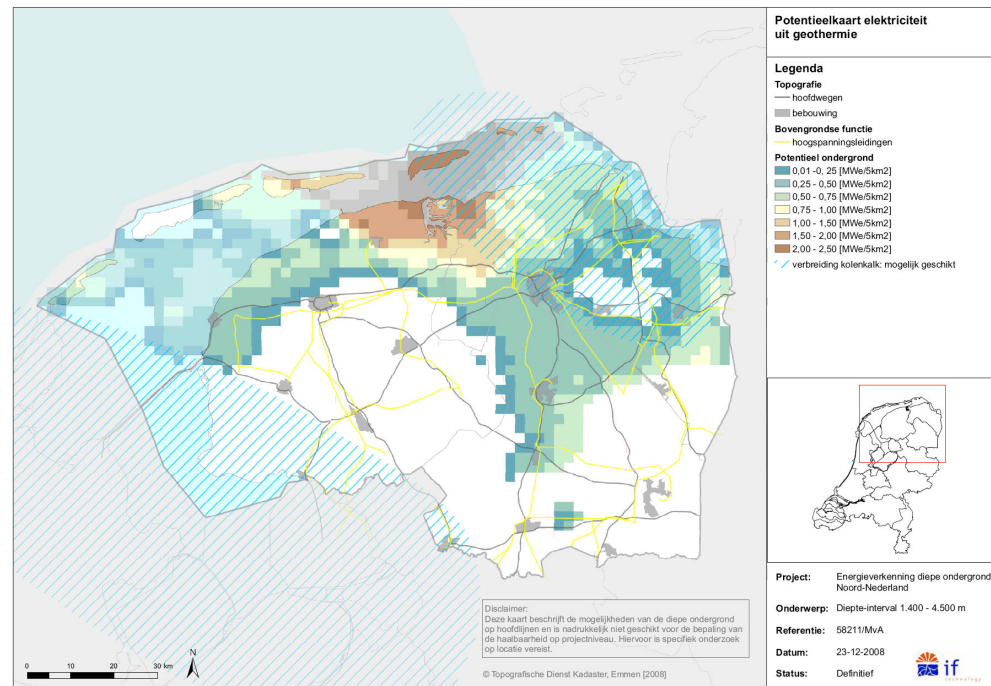 Potentieelkaart elektriciteit
uit geothermie
Legenda
Topografie
hoofdwegen
bebouwing
Bovengrondse functie
hoogspanningsleidingen
Potentieel ondergrond
0,01 -0, 25 [MWe/5km2]
0,25 - 0,50 [MWe/5km2]
0,50 - 0,75 [MWe/5km2]
0,75 - 1,00 [MWe/5km2]
1,00 - 1,50 [MWe/5km2]
1,50 - 2,00 [MWe/5km2]
2,00 - 2,50 [MWe/5km2]
verbreiding kolenkalk: mogelijk geschikt
Project: Energieverkenning diepe ondergrond
Noord-Nederland
Onderwerp: Diepte-interval 1.400 - 4.500 m
Referentie: 58211/MvA
Datum: 23-12-2008
Status: Definitief
if
technology
Disclaimer:
Deze kaart beschrijft de mogelijkheden van de diepe ondergrond
op hoofdlijnen en is nadrukkelijk niet geschikt voor de bepaling van
de haalbaarheid op projectniveau. Hiervoor is specifiek onderzoek
op locatie vereist.
© Topografische Dienst Kadaster, Emmen [2008]
0 10 20 30 km
N